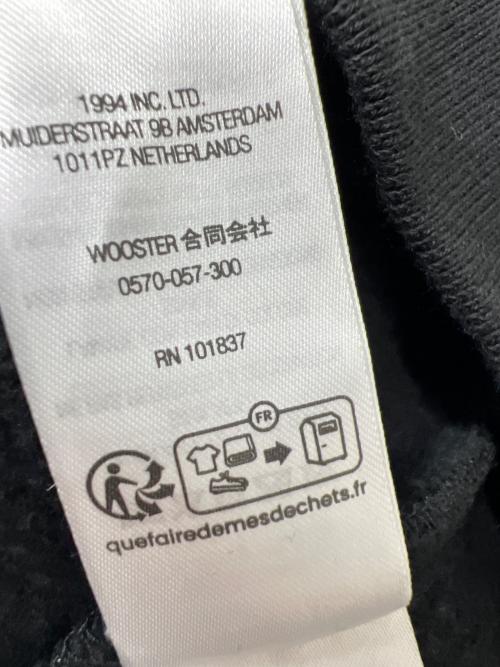 1994 INC. LTD.
MUIDERSTRAAT 9B AMSTERDAM
1011PZ NETHERLANDS
WOOSTER 合同会社
0570-057-300
RN 101837
FR
quefairedemesdechets.fr